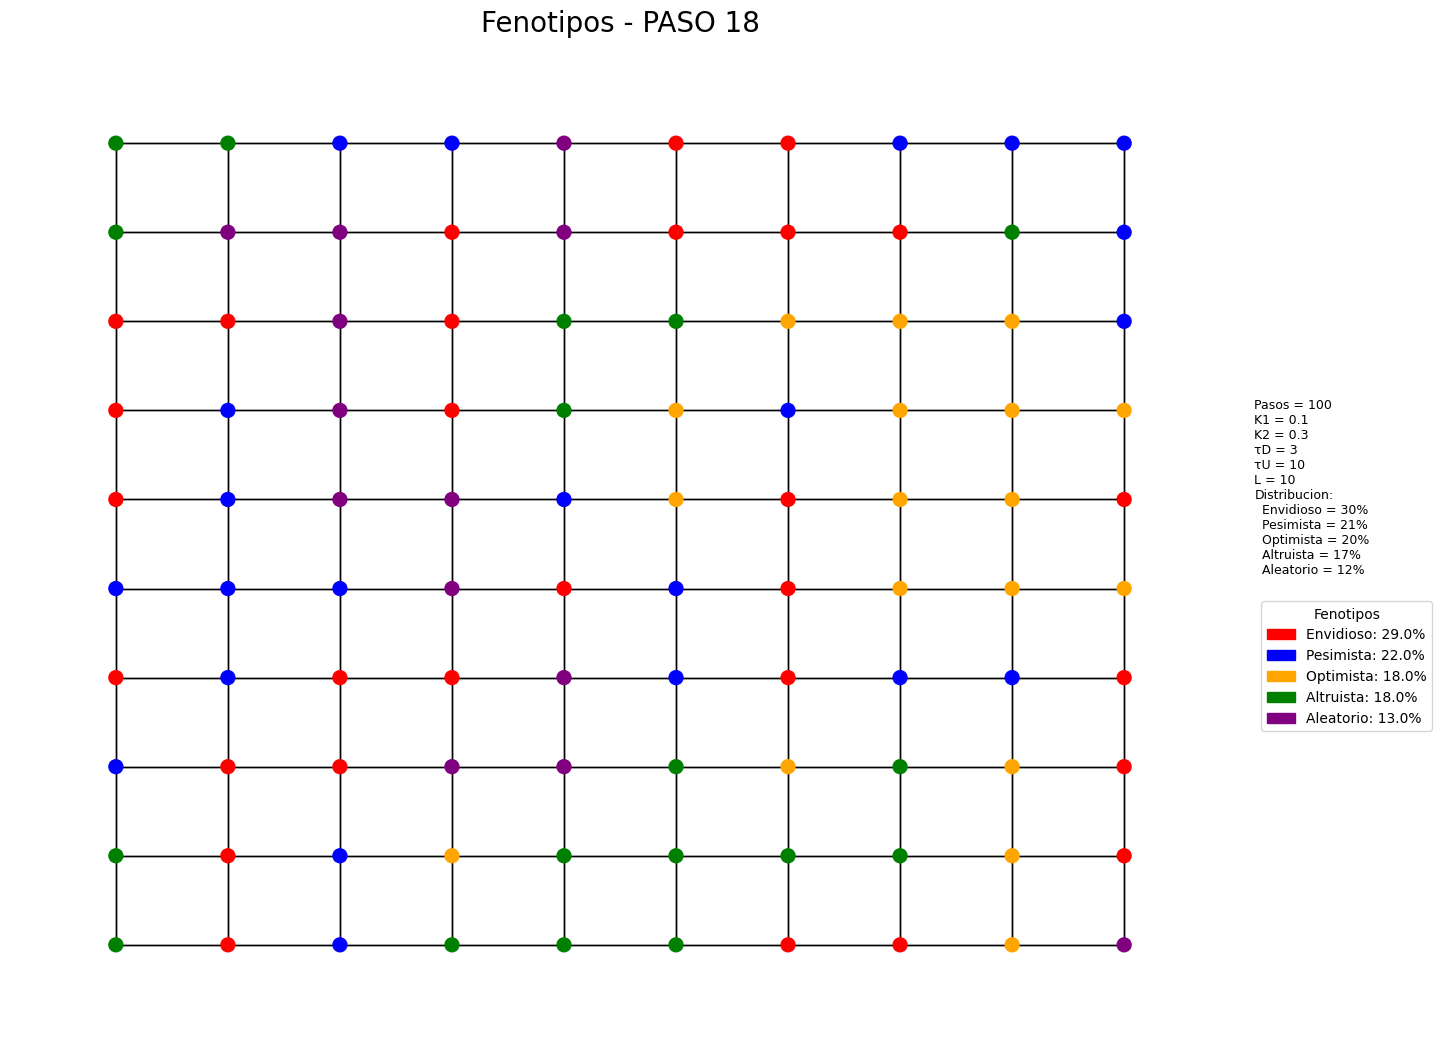 Fenotipos - PASO 18
Pasos = 100
K1 = 0.1
K2 = 0.3
τD = 3
τU = 10
L = 10
Distribucion:
Envidioso = 30%
Pesimista = 21%
Optimista = 20%
Altruista = 17%
Aleatorio = 12%
Fenotipos
Envidioso: 29.0%
Pesimista: 22.0%
Optimista: 18.0%
Altruista: 18.0%
Aleatorio: 13.0%